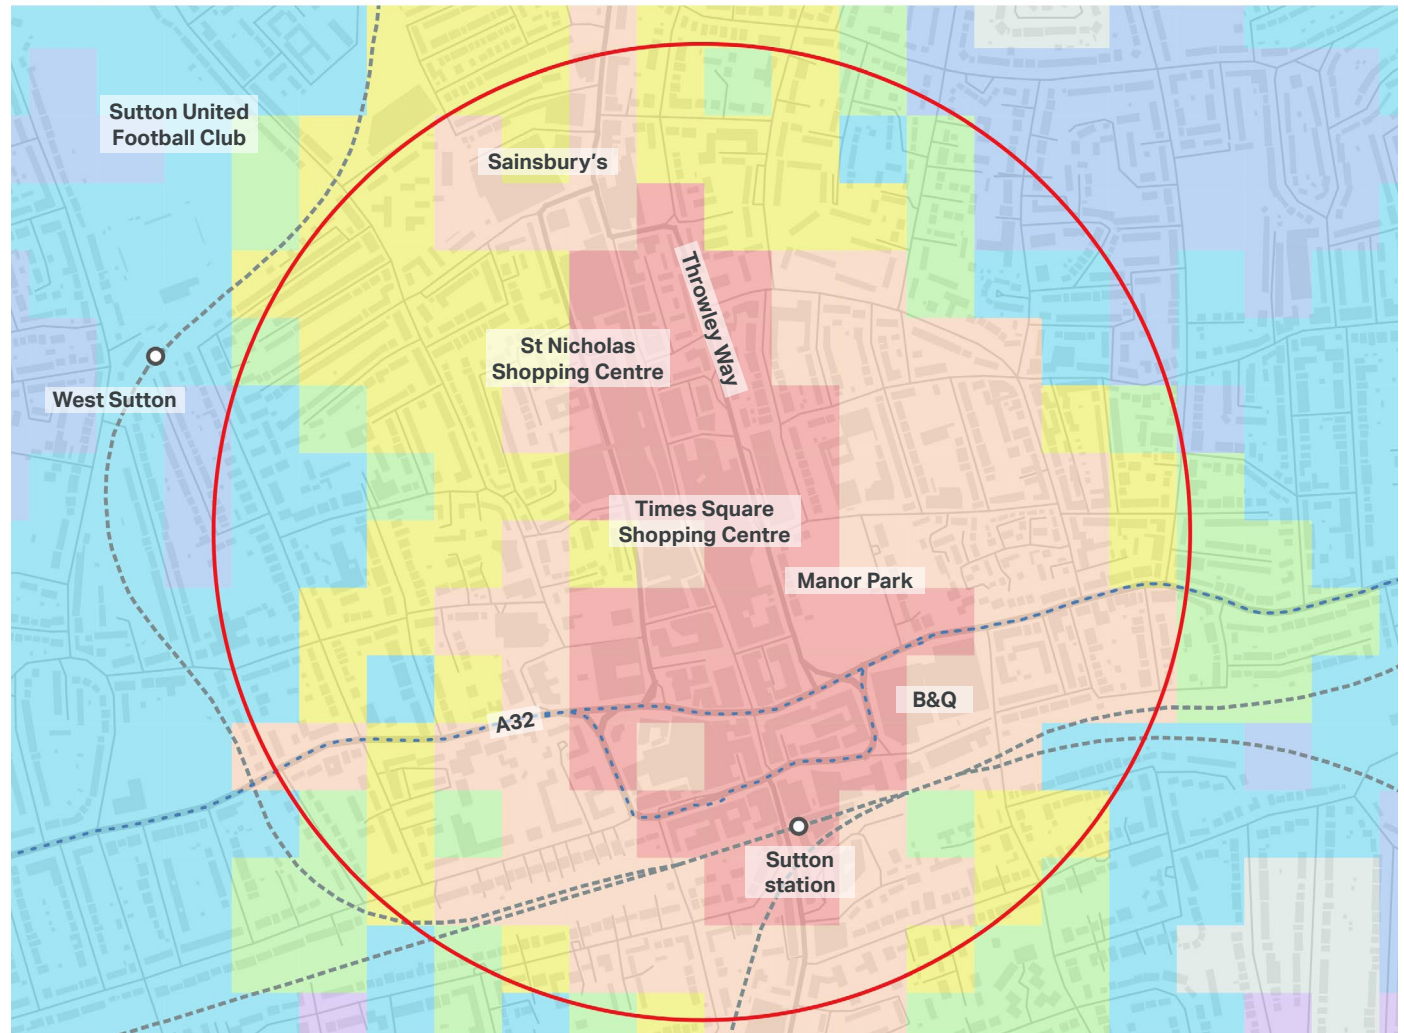 Sutton United
Football Club
Sainsbury's
Throwley Way
St Nicholas
Shopping Centre
West Sutton
Times Square
Shopping Centre
Manor Park
B&Q
A32
Sutton
station